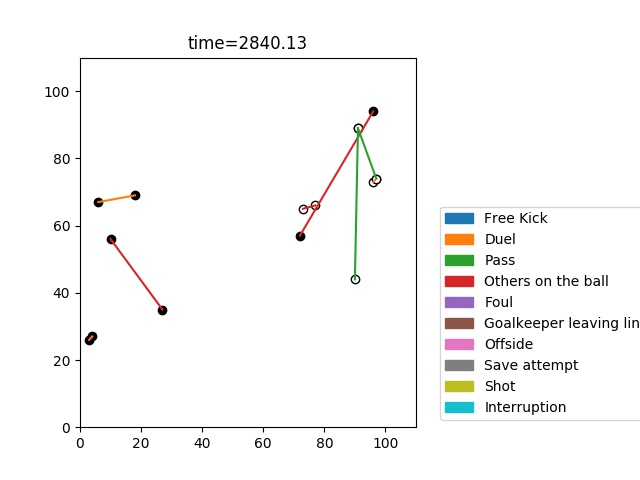 time=2840.13
100
80
60
40
20
0
0 20 40 60 80 100
Free Kick
Duel
Pass
Others on the ball
Foul
Goalkeeper leaving lin
Offside
Save attempt
Shot
Interruption